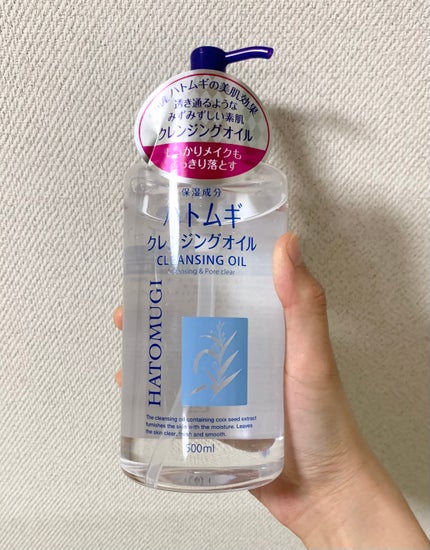 ハトムギの美肌効果
透き通るような
みずみずしい素肌
クレンジングオイル
しっかりメイクも
すっきり落とす
保湿成分
ハトムギ
クレンジングオイル
CLEANSING OIL
Cleansing & Pore clear
HATOMUGI
The cleansing oil containing coix seed extract
furnishes the skin with the moisture. Leaves
the skin clear, fresh and smooth.
500ml